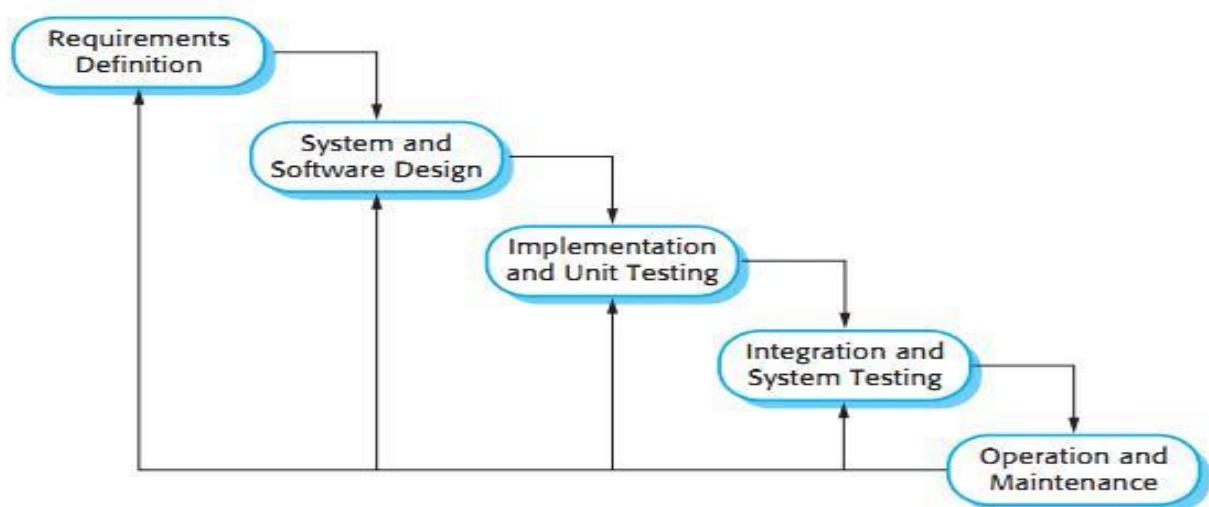 Requirements
Definition
System and
Software Design
Implementation
and Unit Testing
Integration and
System Testing
Operation and
Maintenance